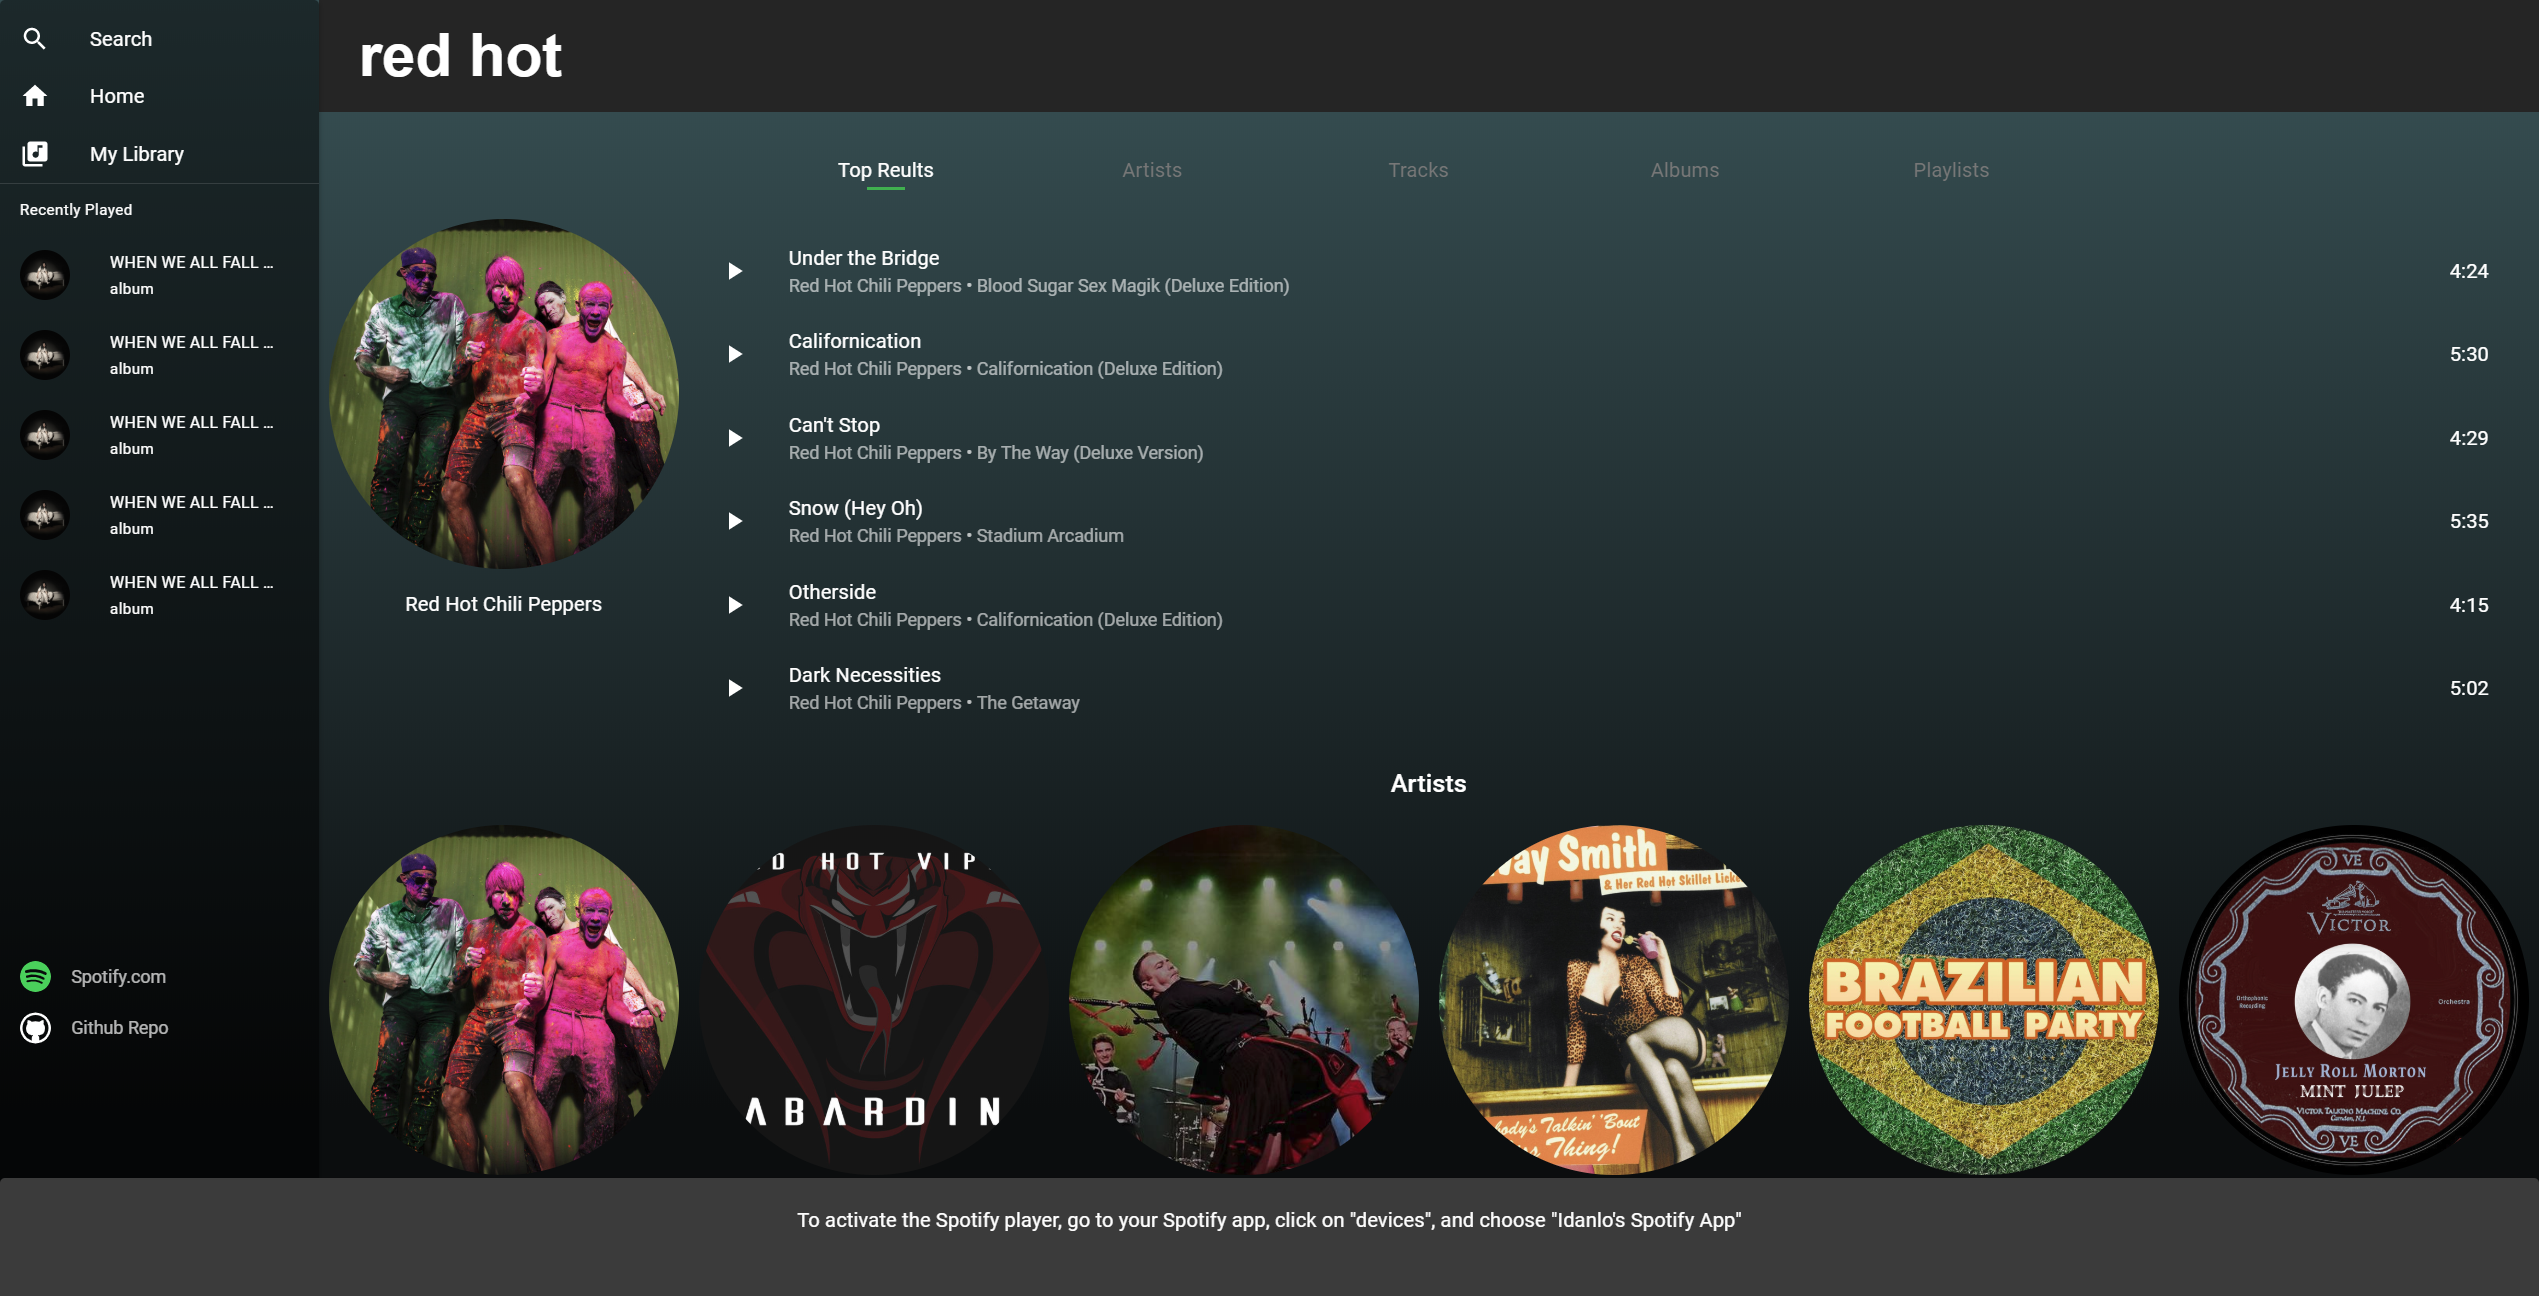 Search
Home
My Library
Recently Played
WHEN WE ALL FALL ...
album
WHEN WE ALL FALL ...
album
WHEN WE ALL FALL ...
album
WHEN WE ALL FALL ...
album
WHEN WE ALL FALL ...
album
Spotify.com
Github Repo
red hot
Top Reults
Artists
Tracks
Albums
Playlists
Red Hot Chili Peppers
Under the Bridge
Red Hot Chili Peppers • Blood Sugar Sex Magik (Deluxe Edition)
4:24
Californication
Red Hot Chili Peppers • Californication (Deluxe Edition)
5:30
Can't Stop
Red Hot Chili Peppers • By The Way (Deluxe Version)
4:29
Snow (Hey Oh)
Red Hot Chili Peppers • Stadium Arcadium
5:35
Otherside
Red Hot Chili Peppers • Californication (Deluxe Edition)
4:15
Dark Necessities
Red Hot Chili Peppers • The Getaway
5:02
Artists
D HOT VIP
ABARDIN
ay Smith
& Her Red Hot Skillet Lick
ody's Talkin' 'Bout
s Thing!
BRAZILIAN
FOOTBALL PARTY
VE
VICTOR
Orthophonic
Recording
Orchestra
JELLY ROLL MORTON
MINT JULEP
VICTOR TALKING MACHINE CO.
Camden, N.J.
VE
To activate the Spotify player, go to your Spotify app, click on "devices", and choose "Idanlo's Spotify App"